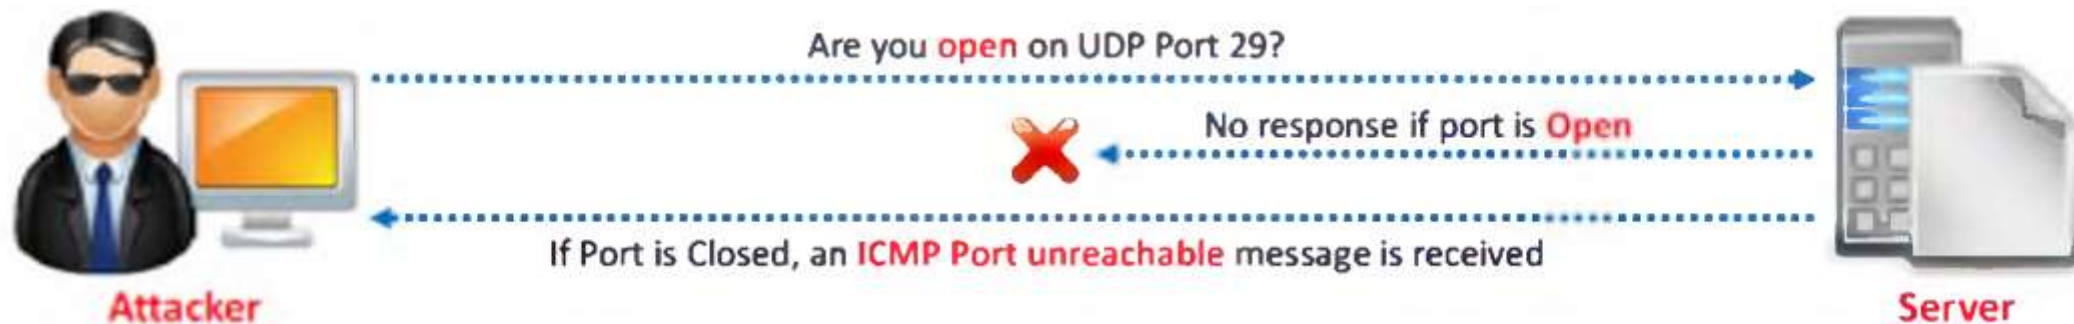 Are you open on UDP Port 29?
No response if port is Open
If Port is Closed, an ICMP Port unreachable message is received
Attacker
Server